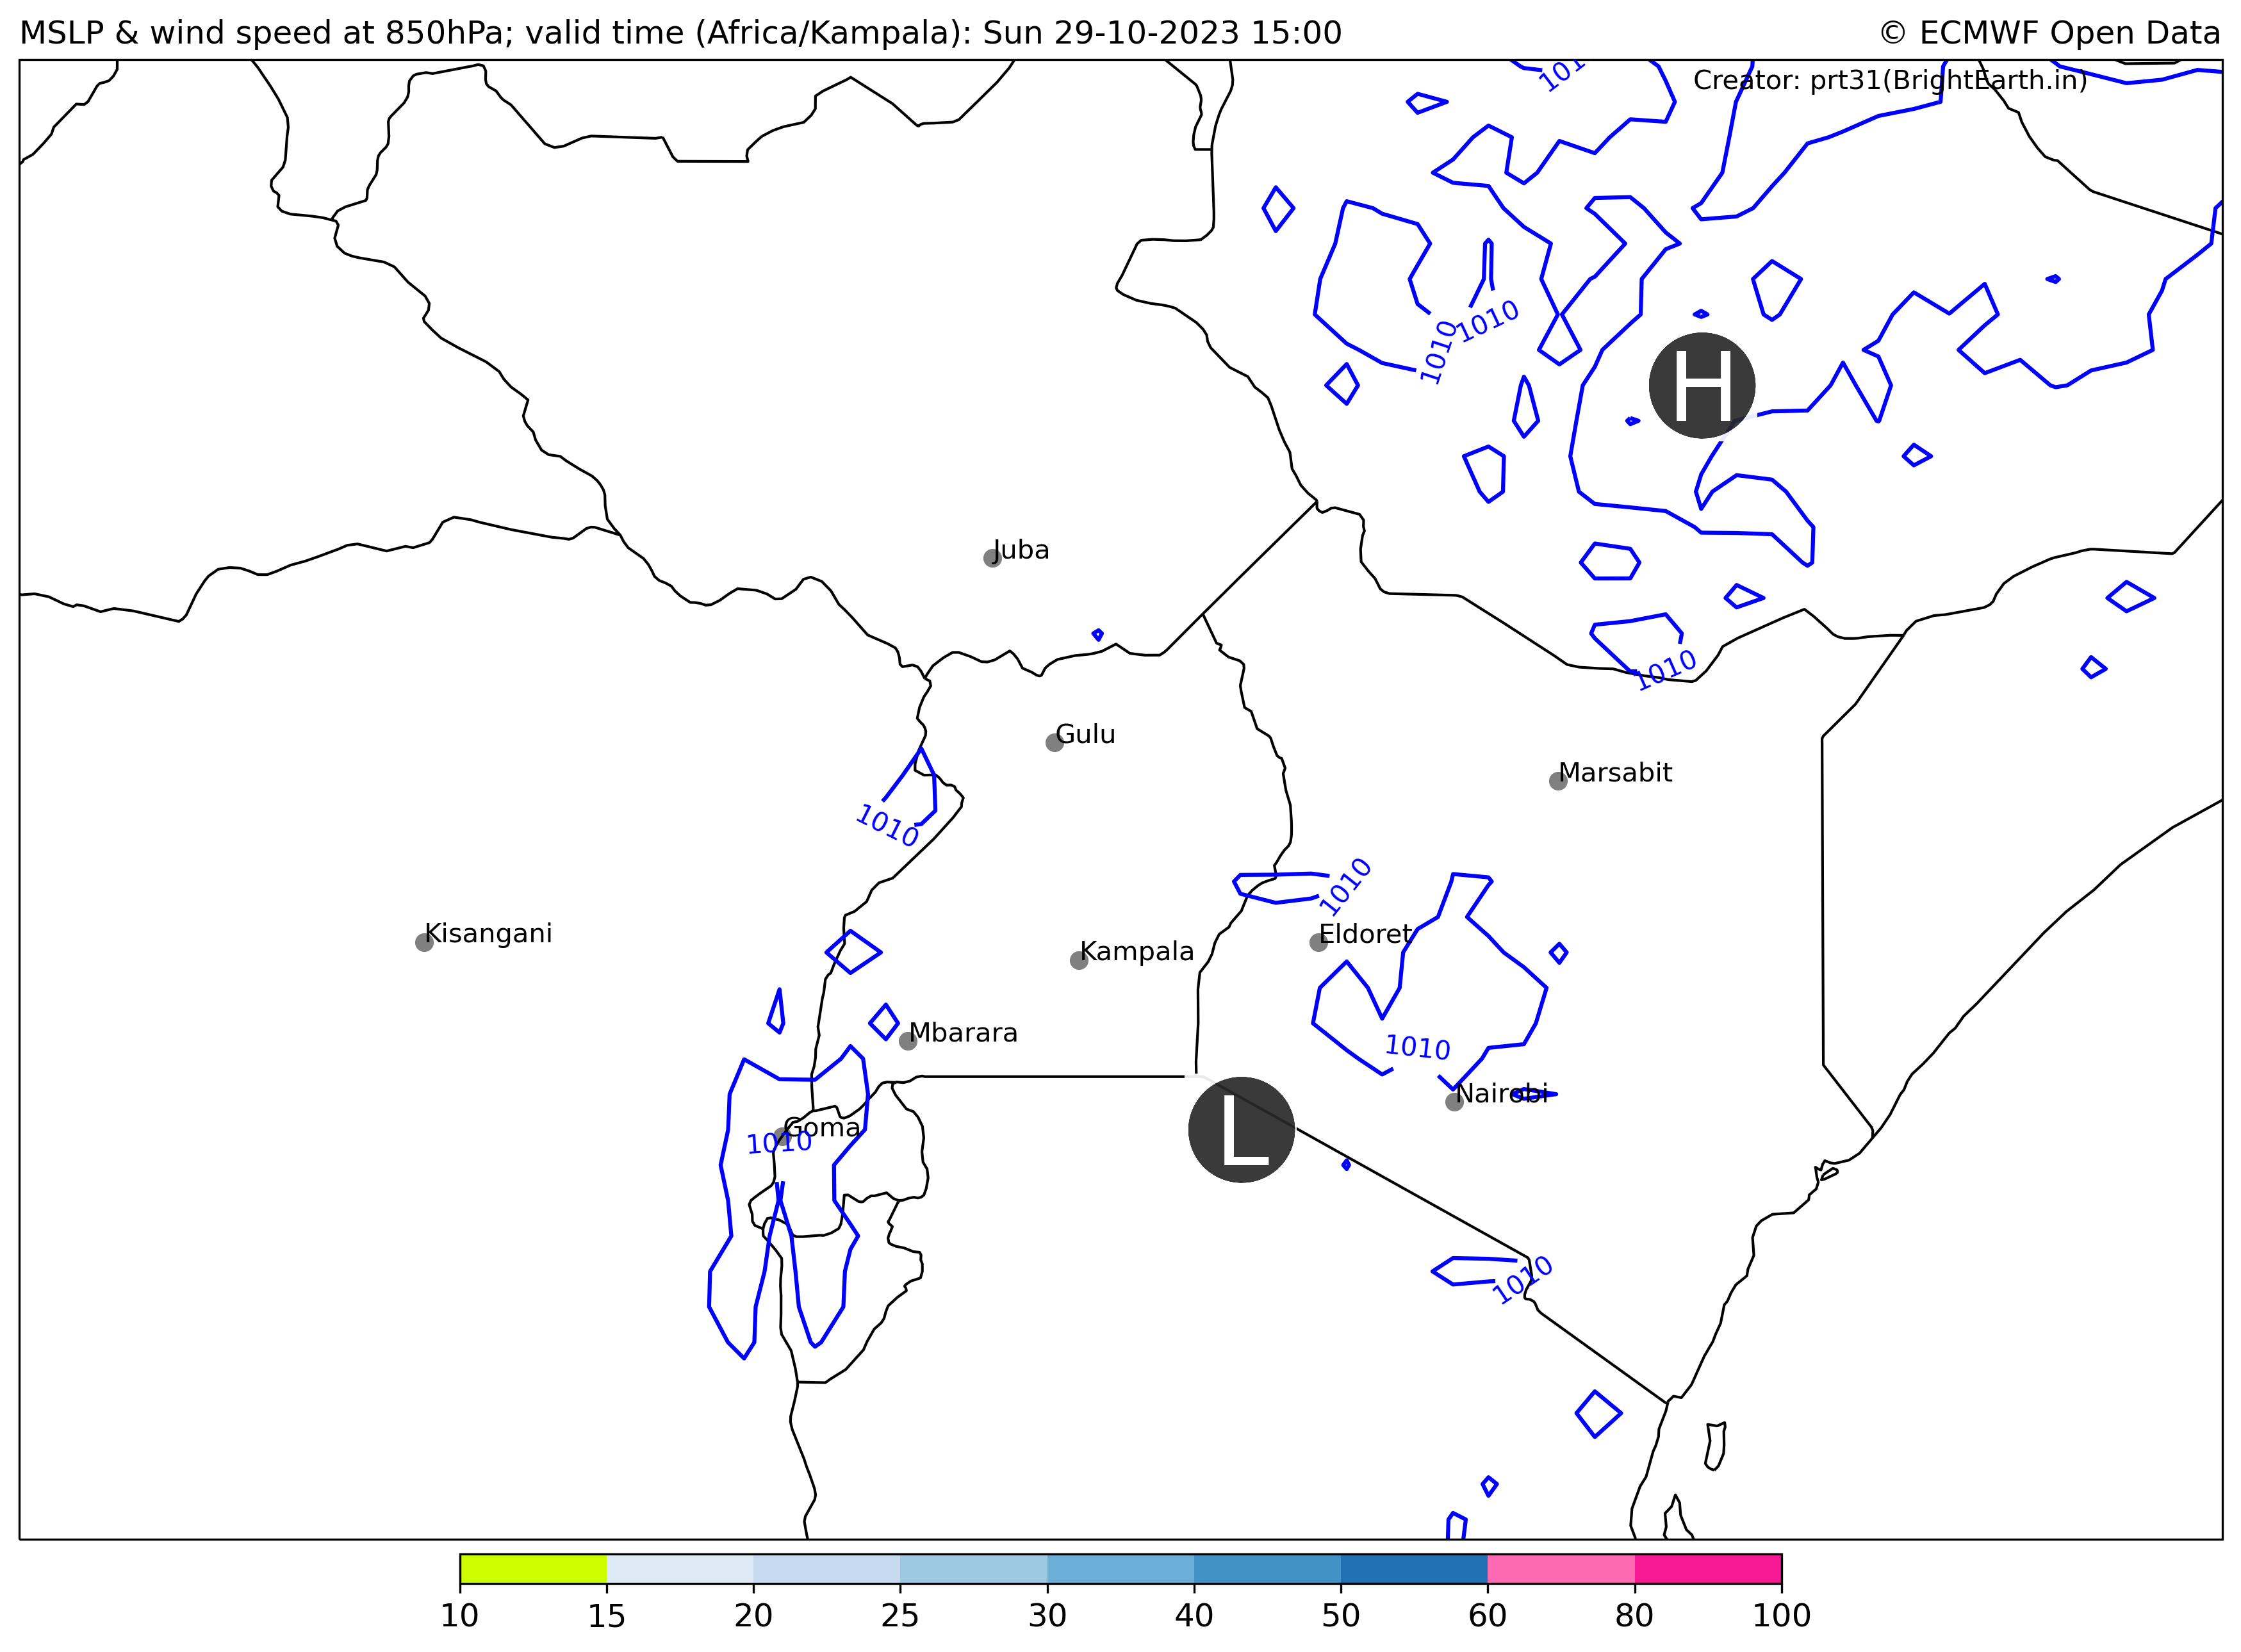 MSLP & wind speed at 850hPa; valid time (Africa/Kampala): Sun 29-10-2023 15:00
© ECMWF Open Data
101
Creator: prt31(BrightEarth.in)
1010
1010
H
Juba
1010
Gulu
Marsabit
1010
1010
Kisangani
Eldoret
Kampala
Mbarara
1010
Nairobi
L
Goma
1010
1010
10 15 20 25 30 40 50 60 80 100